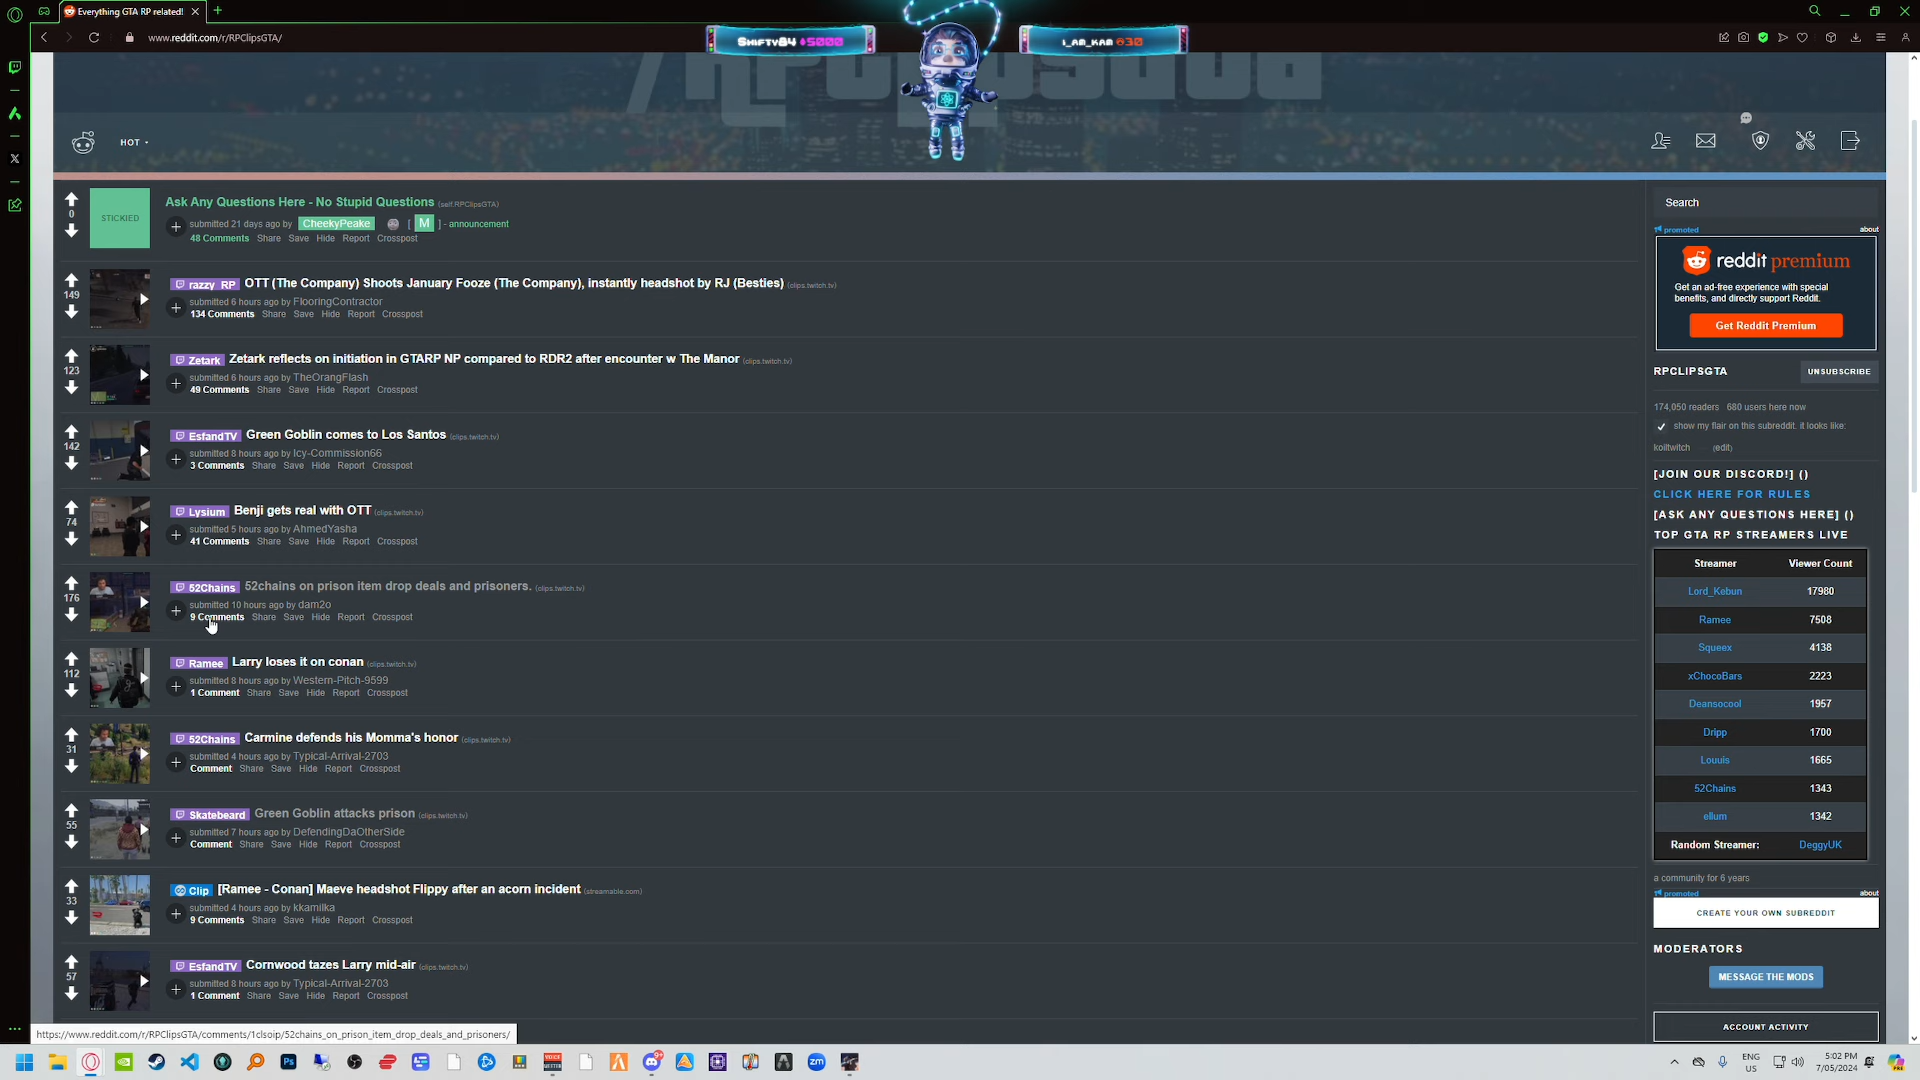 Everything GTA RP related!
www.reddit.com/r/RPClipsGTA/
SHIFTY84 5000
I_AM_KAM 30
HOT
STICKIED
0
Ask Any Questions Here - No Stupid Questions (self.RPClipsGTA)
submitted 21 days ago by CheekyPeake [ M ] - announcement
48 Comments Share Save Hide Report Crosspost
149
razzy_RP OTT (The Company) Shoots January Fooze (The Company), instantly headshot by RJ (Besties) (clips.twitch.tv)
submitted 6 hours ago by FlooringContractor
134 Comments Share Save Hide Report Crosspost
123
Zetark Zetark reflects on initiation in GTARP NP compared to RDR2 after encounter w The Manor (clips.twitch.tv)
submitted 6 hours ago by TheOrangFlash
49 Comments Share Save Hide Report Crosspost
142
EsfandTV Green Goblin comes to Los Santos (clips.twitch.tv)
submitted 8 hours ago by Icy-Commission66
3 Comments Share Save Hide Report Crosspost
74
Lysium Benji gets real with OTT (clips.twitch.tv)
submitted 5 hours ago by AhmedYasha
41 Comments Share Save Hide Report Crosspost
176
52Chains 52chains on prison item drop deals and prisoners. (clips.twitch.tv)
submitted 10 hours ago by dam2o
9 Comments Share Save Hide Report Crosspost
112
Ramee Larry loses it on conan (clips.twitch.tv)
submitted 8 hours ago by Western-Pitch-9599
1 Comment Share Save Hide Report Crosspost
31
52Chains Carmine defends his Momma's honor (clips.twitch.tv)
submitted 4 hours ago by Typical-Arrival-2703
Comment Share Save Hide Report Crosspost
55
Skatebeard Green Goblin attacks prison (clips.twitch.tv)
submitted 7 hours ago by DefendingDaOtherSide
Comment Share Save Hide Report Crosspost
33
Clip [Ramee - Conan] Maeve headshot Flippy after an acorn incident (streamable.com)
submitted 4 hours ago by kkamilka
9 Comments Share Save Hide Report Crosspost
57
EsfandTV Cornwood tazes Larry mid-air (clips.twitch.tv)
submitted 8 hours ago by Typical-Arrival-2703
1 Comment Share Save Hide Report Crosspost
https://www.reddit.com/r/RPClipsGTA/comments/1clsoip/52chains_on_prison_item_drop_deals_and_prisoners/
Search
promoted about
reddit premium
Get an ad-free experience with special
benefits, and directly support Reddit.
Get Reddit Premium
RPCLIPSGTA UNSUBSCRIBE
174,050 readers 680 users here now
show my flair on this subreddit. it looks like:
koiltwitch (edit)
[JOIN OUR DISCORD!] ()
CLICK HERE FOR RULES
[ASK ANY QUESTIONS HERE] ()
TOP GTA RP STREAMERS LIVE
Streamer Viewer Count
Lord_Kebun 17980
Ramee 7508
Squeex 4138
xChocoBars 2223
Deansocool 1957
Dripp 1700
Louuis 1665
52Chains 1343
ellum 1342
Random Streamer: DeggyUK
a community for 6 years
promoted about
CREATE YOUR OWN SUBREDDIT
MODERATORS
MESSAGE THE MODS
ACCOUNT ACTIVITY
ENG
US
5:02 PM
7/05/2024